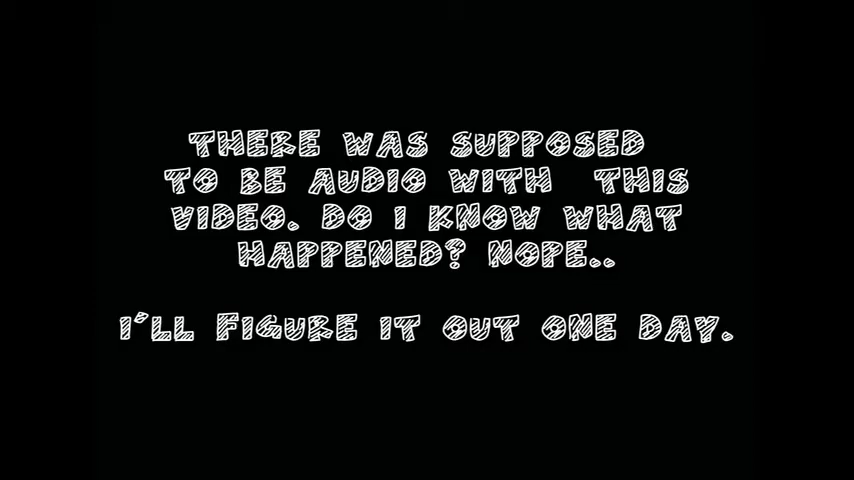 THERE WAS SUPPOSED
TO BE AUDIO WITH THIS
VIDEO. DO I KNOW WHAT
HAPPENED? NOPE..
I'LL FIGURE IT OUT ONE DAY.